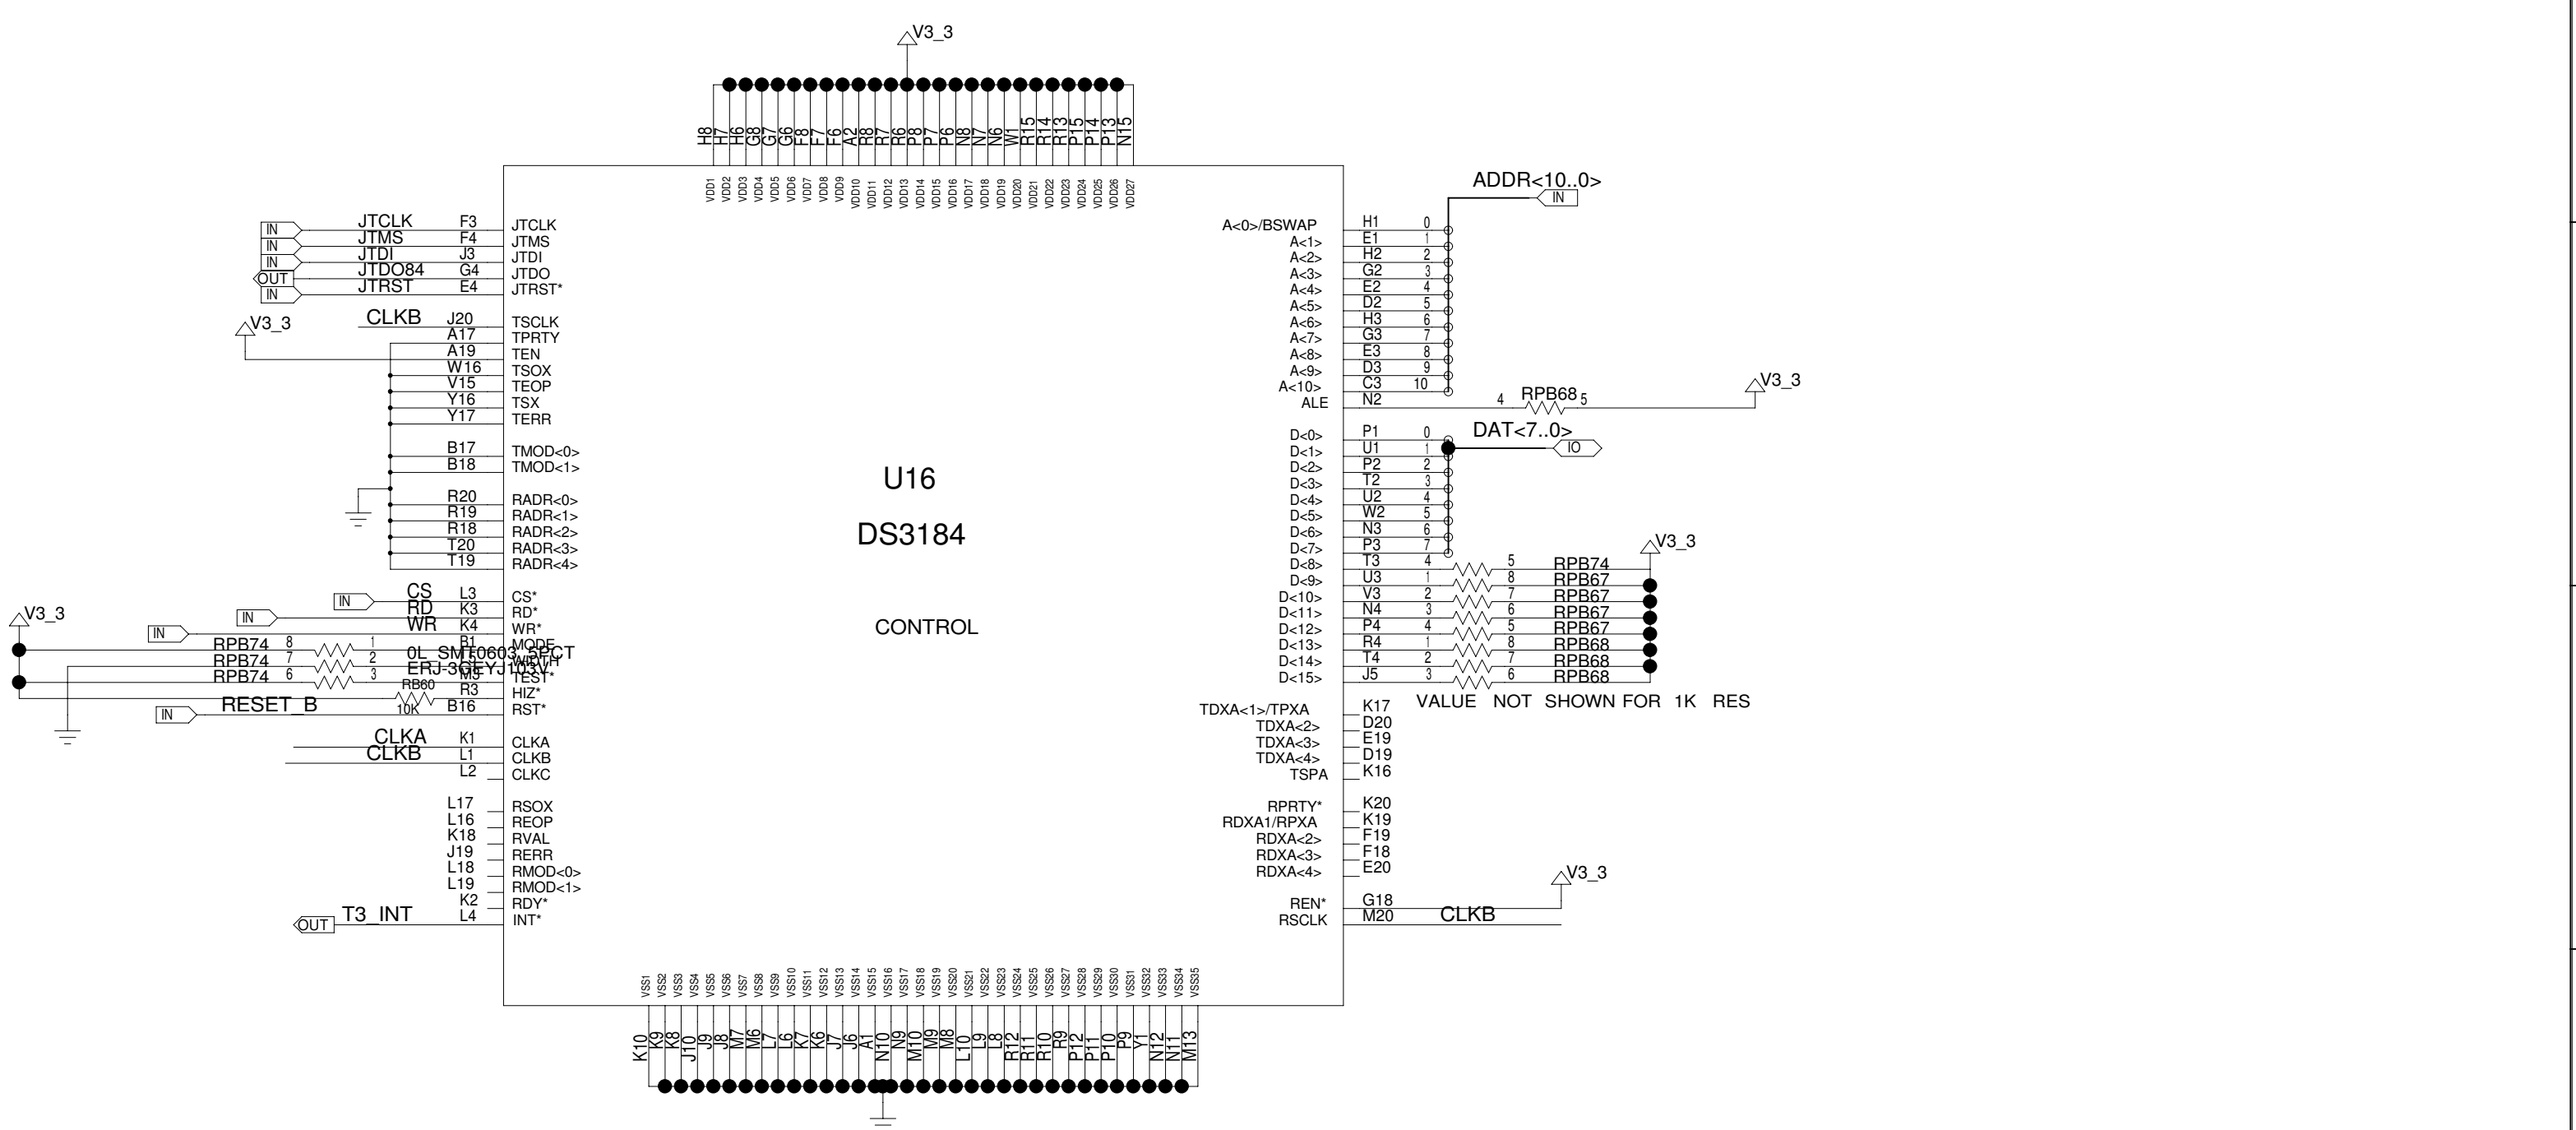 V3_3
H8 H7 H6 G8 G7 G6 F8 F7 F6 A2 R8 R7 R6 P8 P7 P6 N8 N7 N6 W1 R15 R14 R13 P15 P14 P13 N15
VDD1 VDD2 VDD3 VDD4 VDD5 VDD6 VDD7 VDD8 VDD9 VDD10 VDD11 VDD12 VDD13 VDD14 VDD15 VDD16 VDD17 VDD18 VDD19 VDD20 VDD21 VDD22 VDD23 VDD24 VDD25 VDD26 VDD27
IN JTCLK F3 JTCLK
IN JTMS F4 JTMS
IN JTDI J3 JTDI
OUT JTDO84 G4 JTDO
IN JTRST E4 JTRST*
V3_3
CLKB J20 TSCLK
A17 TPRTY
A19 TEN
W16 TSOX
V15 TEOP
Y16 TSX
Y17 TERR
B17 TMOD<0>
B18 TMOD<1>
R20 RADR<0>
R19 RADR<1>
R18 RADR<2>
T20 RADR<3>
T19 RADR<4>
IN CS L3 CS*
IN RD K3 RD*
IN WR K4 WR*
V3_3
RPB74 8 1 B1 MODE
RPB74 7 2 WIDTH
0L SMT0603 5PCT
ERJ-3GEYJ103V
RPB74 6 3 M3 TEST*
RB60 R3 HIZ*
10K
IN RESET_B B16 RST*
CLKA K1 CLKA
CLKB L1 CLKB
L2 CLKC
L17 RSOX
L16 REOP
K18 RVAL
J19 RERR
L18 RMOD<0>
L19 RMOD<1>
K2 RDY*
OUT T3_INT L4 INT*
U16
DS3184
CONTROL
ADDR<10..0>
IN
A<0>/BSWAP H1 0
A<1> E1 1
A<2> H2 2
A<3> G2 3
A<4> E2 4
A<5> D2 5
A<6> H3 6
A<7> G3 7
A<8> E3 8
A<9> D3 9
A<10> C3 10
ALE N2 4 RPB68 5 V3_3
DAT<7..0>
IO
D<0> P1 0
D<1> U1 1
D<2> P2 2
D<3> T2 3
D<4> U2 4
D<5> W2 5
D<6> N3 6
D<7> P3 7
V3_3
D<8> T3 4 5 RPB74
D<9> U3 1 8 RPB67
D<10> V3 2 7 RPB67
D<11> N4 3 6 RPB67
D<12> P4 4 5 RPB67
D<13> R4 1 8 RPB68
D<14> T4 2 7 RPB68
D<15> J5 3 6 RPB68
VALUE NOT SHOWN FOR 1K RES
TDXA<1>/TPXA K17
TDXA<2> D20
TDXA<3> E19
TDXA<4> D19
TSPA K16
RPRTY* K20
RDXA1/RPXA K19
RDXA<2> F19
RDXA<3> F18
RDXA<4> E20
V3_3
REN* G18
RSCLK M20 CLKB
VSS1 VSS2 VSS3 VSS4 VSS5 VSS6 VSS7 VSS8 VSS9 VSS10 VSS11 VSS12 VSS13 VSS14 VSS15 VSS16 VSS17 VSS18 VSS19 VSS20 VSS21 VSS22 VSS23 VSS24 VSS25 VSS26 VSS27 VSS28 VSS29 VSS30 VSS31 VSS32 VSS33 VSS34 VSS35
K10 K9 K8 J10 J9 J8 M7 M6 L7 L6 K7 K6 J7 J6 A1 N10 N9 M10 M9 M8 L10 L9 L8 R12 R11 R10 R9 P12 P11 P10 P9 Y1 N12 N11 M13